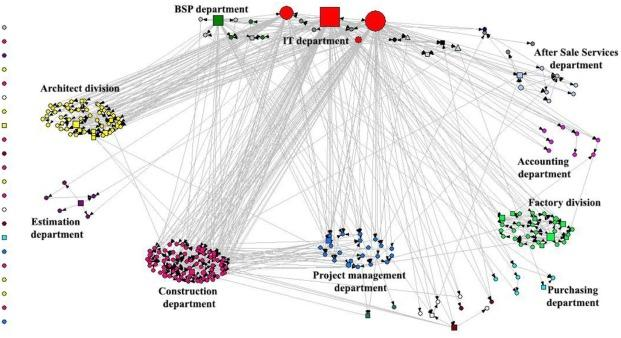 BSP department
IT department
After Sale Services
department
Architect division
Accounting
department
Factory division
Estimation
department
Project management
department
Construction
department
Purchasing
department